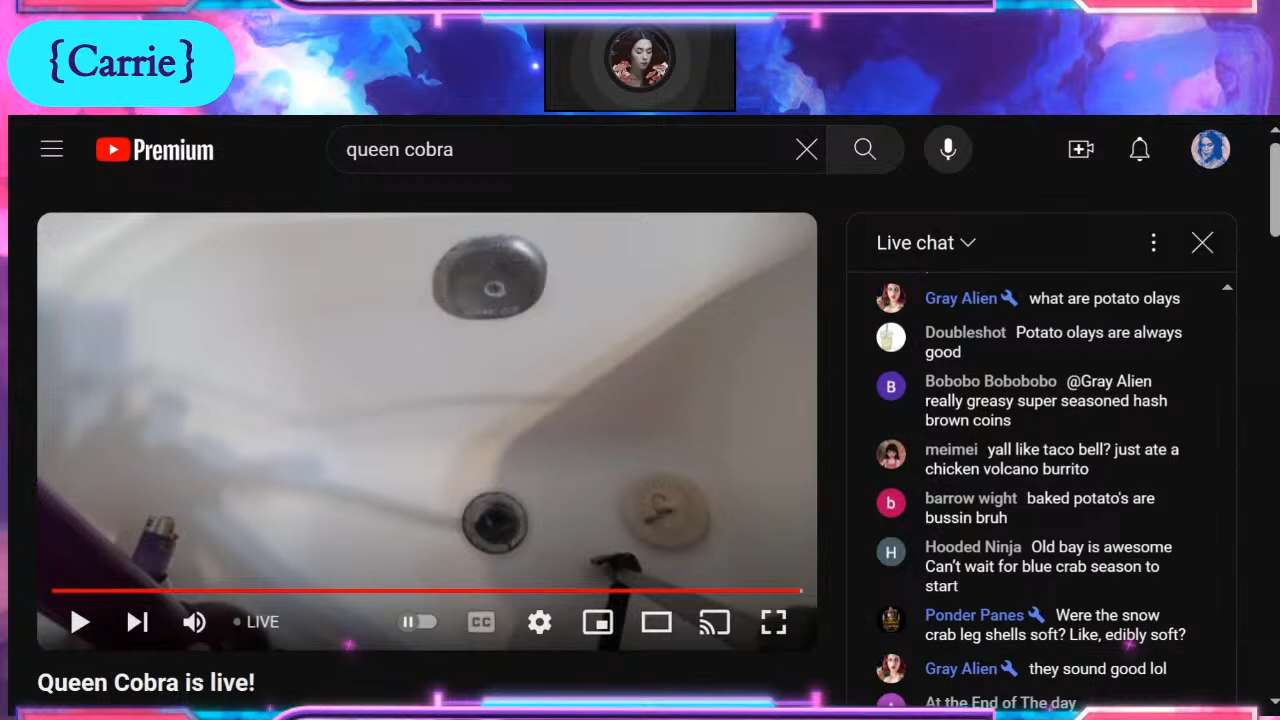 {Carrie}
Premium
queen cobra
Live chat
Gray Alien what are potato olays
Doubleshot Potato olays are always
good
B
Bobobo Bobobobo @Gray Alien
really greasy super seasoned hash
brown coins
meimei yall like taco bell? just ate a
chicken volcano burrito
b
barrow wight baked potato's are
bussin bruh
H
Hooded Ninja Old bay is awesome
Can't wait for blue crab season to
start
Ponder Panes Were the snow
crab leg shells soft? Like, edibly soft?
Gray Alien they sound good lol
At the End of The day
LIVE
CC
Queen Cobra is live!